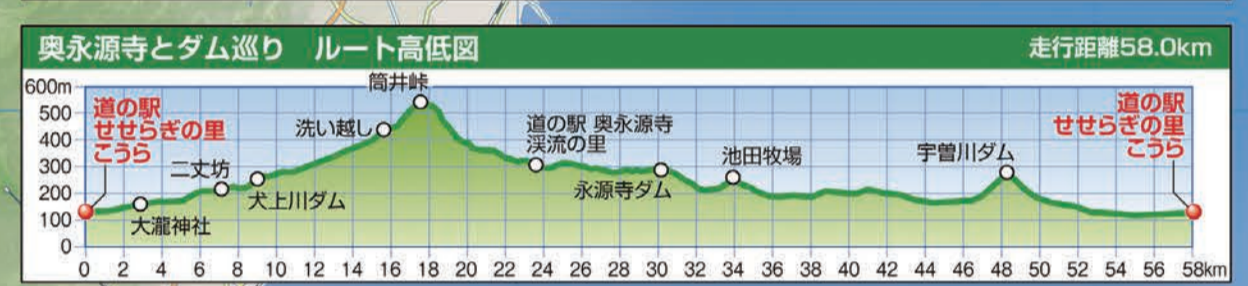 奥永源寺とダム巡り　ルート高低図
走行距離58.0km
600m
500
400
300
200
100
0
道の駅
せせらぎの里
こうら
大瀧神社
二丈坊
犬上川ダム
洗い越し
筒井峠
道の駅 奥永源寺
渓流の里
永源寺ダム
池田牧場
宇曽川ダム
道の駅
せせらぎの里
こうら
0 2 4 6 8 10 12 14 16 18 20 22 24 26 28 30 32 34 36 38 40 42 44 46 48 50 52 54 56 58km